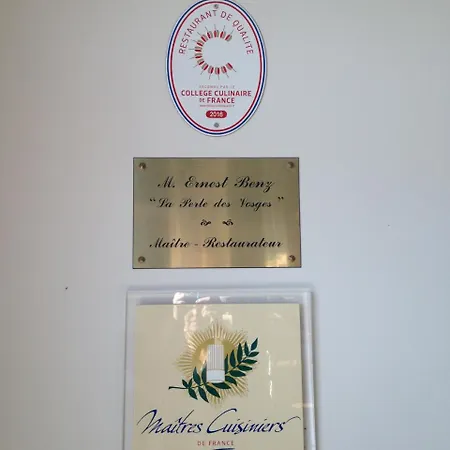 RESTAURANT DE QUALITÉ
COLLEGE CULINAIRE
DE FRANCE
M. Ernest Benz
"La Perle des Vosges"
Maître - Restaurateur
Maîtres Cuisiniers
DE FRANCE